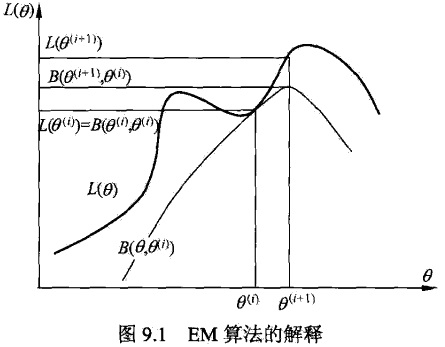 L(θ)
L(θ⁽ⁱ⁺¹⁾)
B(θ⁽ⁱ⁺¹⁾,θ⁽ⁱ⁾)
L(θ⁽ⁱ⁾)=B(θ⁽ⁱ⁾,θ⁽ⁱ⁾)
L(θ)
B(θ,θ⁽ⁱ⁾)
θ⁽ⁱ⁾
θ⁽ⁱ⁺¹⁾
θ
图 9.1 EM 算法的解释